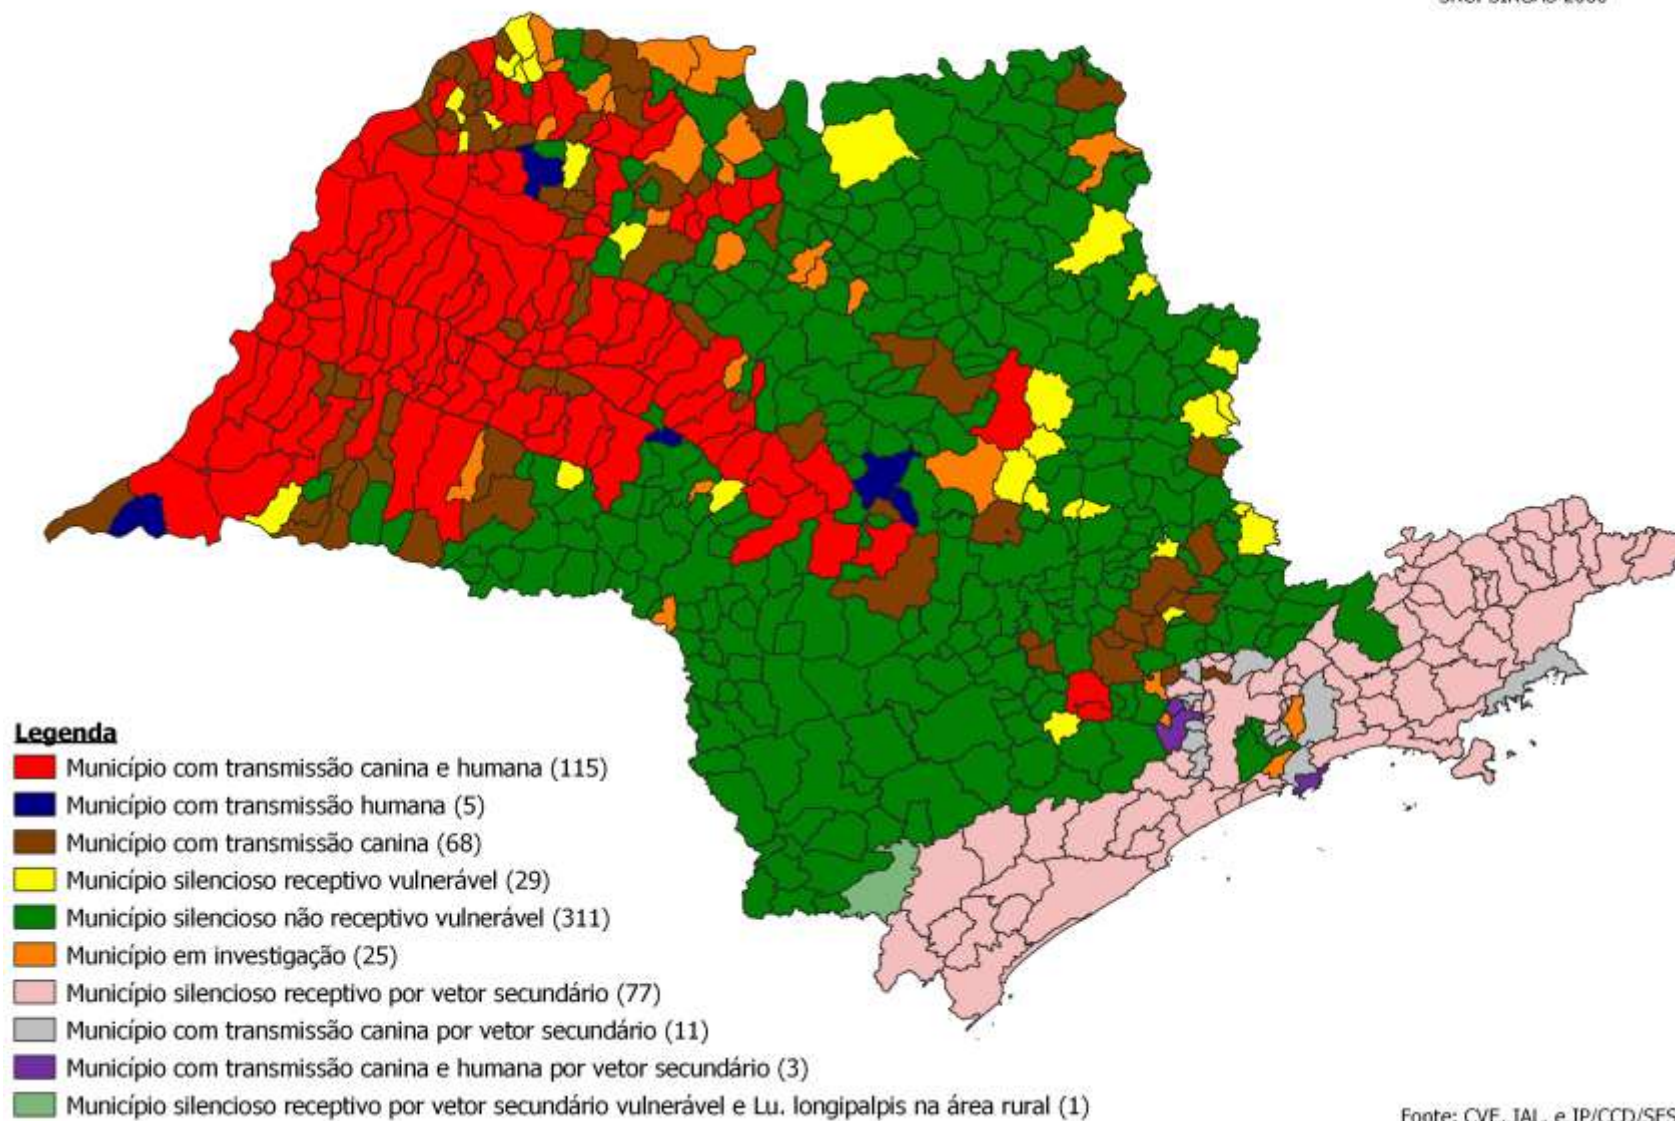 SIRGAS 2000
Legenda
Município com transmissão canina e humana (115)
Município com transmissão humana (5)
Município com transmissão canina (68)
Município silencioso receptivo vulnerável (29)
Município silencioso não receptivo vulnerável (311)
Município em investigação (25)
Município silencioso receptivo por vetor secundário (77)
Município com transmissão canina por vetor secundário (11)
Município com transmissão canina e humana por vetor secundário (3)
Município silencioso receptivo por vetor secundário vulnerável e Lu. longipalpis na área rural (1)
Fonte: CVE, IAL, e IP/CCD/SES